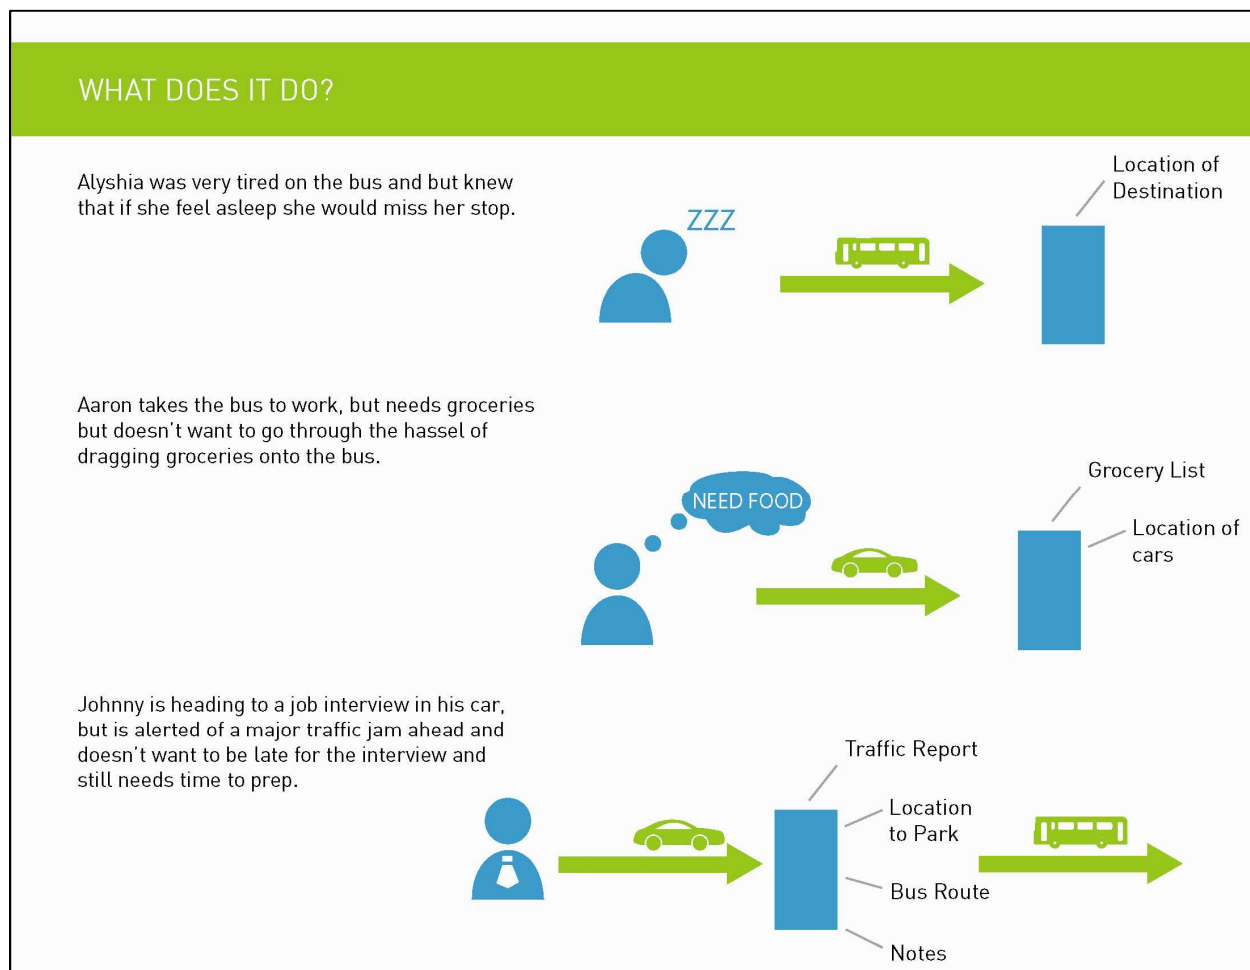 WHAT DOES IT DO?
Alyshia was very tired on the bus and but knew
that if she feel asleep she would miss her stop.
ZZZ
Location of
Destination
Aaron takes the bus to work, but needs groceries
but doesn't want to go through the hassel of
dragging groceries onto the bus.
NEED FOOD
Grocery List
Location of
cars
Johnny is heading to a job interview in his car,
but is alerted of a major traffic jam ahead and
doesn't want to be late for the interview and
still needs time to prep.
Traffic Report
Location
to Park
Bus Route
Notes